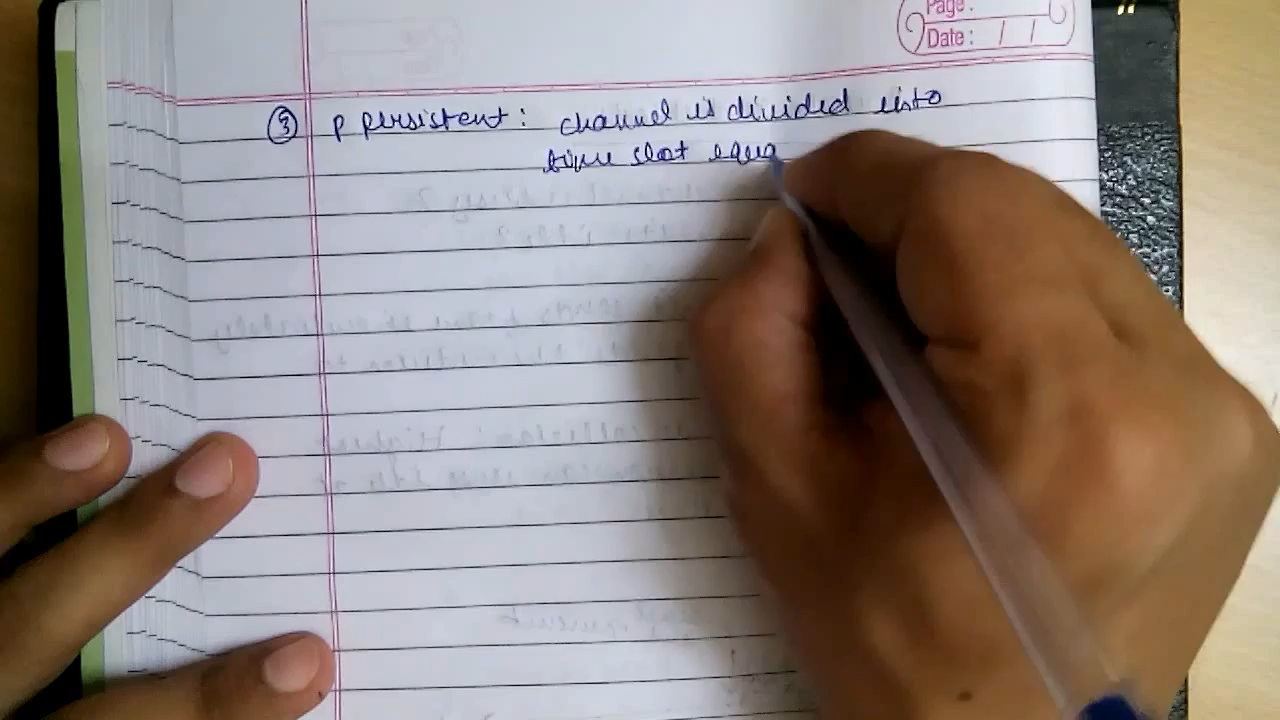 Page:
Date: / /
③ p persistent: channel is divided into
time slot equa